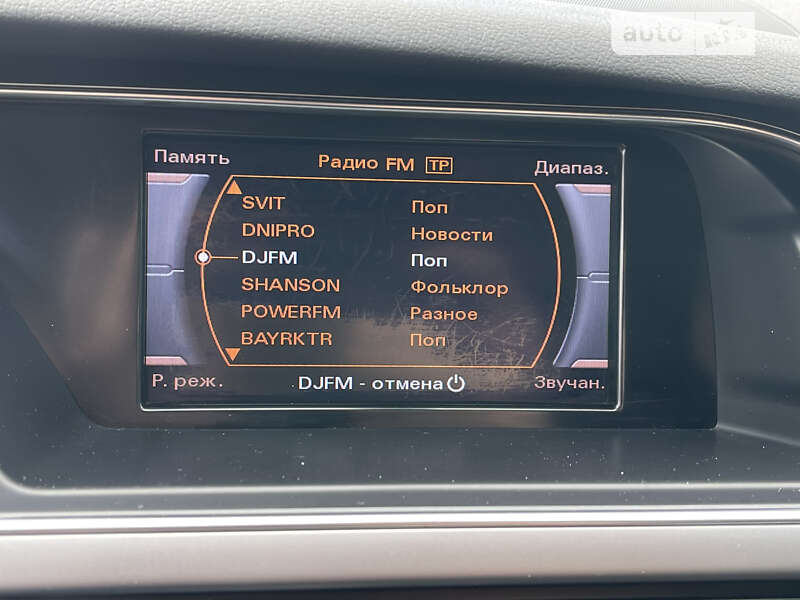 auto RIA
Память Радио FM TP Диапаз.
SVIT Поп
DNIPRO Новости
DJFM Поп
SHANSON Фольклор
POWERFM Разное
BAYRKTR Поп
Р. реж. DJFM - отмена Звучан.